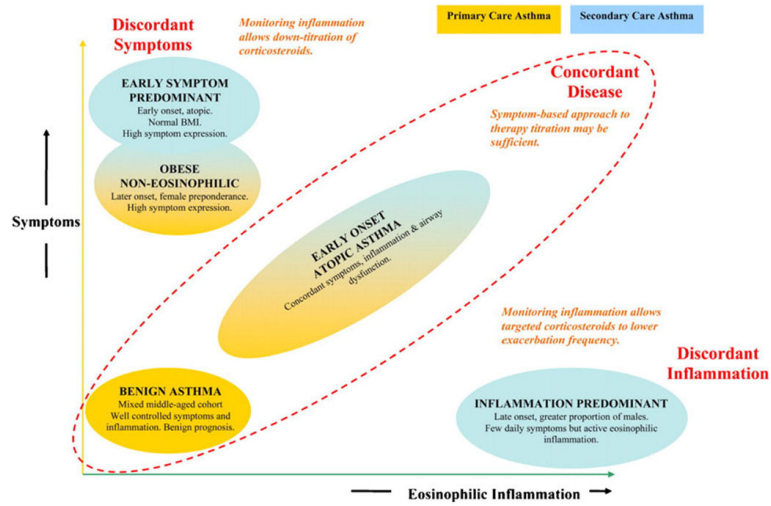 Discordant
Symptoms
Monitoring inflammation
allows down-titration of
corticosteroids.
Primary Care Asthma
Secondary Care Asthma
EARLY SYMPTOM
PREDOMINANT
Early onset, atopic.
Normal BMI.
High symptom expression.
Concordant
Disease
Symptom-based approach to
therapy titration may be
sufficient.
OBESE
NON-EOSINOPHILIC
Later onset, female preponderance.
High symptom expression.
Symptoms
EARLY ONSET
ATOPIC ASTHMA
Concordant symptoms, inflammation & airway
dysfunction.
Monitoring inflammation allows
targeted corticosteroids to lower
exacerbation frequency.
Discordant
Inflammation
BENIGN ASTHMA
Mixed middle-aged cohort
Well controlled symptoms and
inflammation. Benign prognosis.
INFLAMMATION PREDOMINANT
Late onset, greater proportion of males.
Few daily symptoms but active eosinophilic
inflammation.
Eosinophilic Inflammation